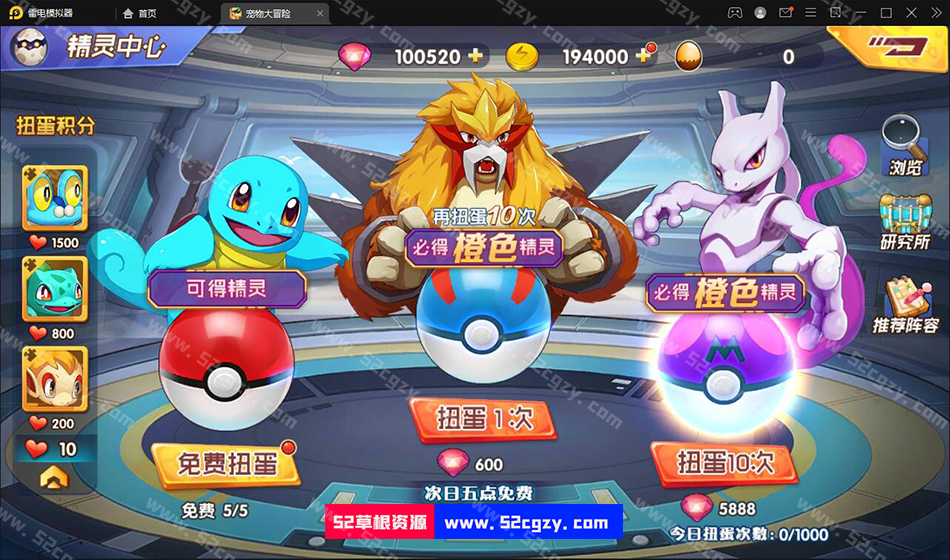 雷电模拟器
首页
宠物大冒险
精灵中心
100520
194000
0
扭蛋积分
1500
800
200
10
浏览
研究所
推荐阵容
可得精灵
再扭蛋10次
必得橙色精灵
必得橙色精灵
免费扭蛋
免费 5/5
扭蛋1次
600
次日五点免费
扭蛋10次
5888
今日扭蛋次数: 0/1000
52草根资源 www.52cgzy.com
www.52cgzy.com